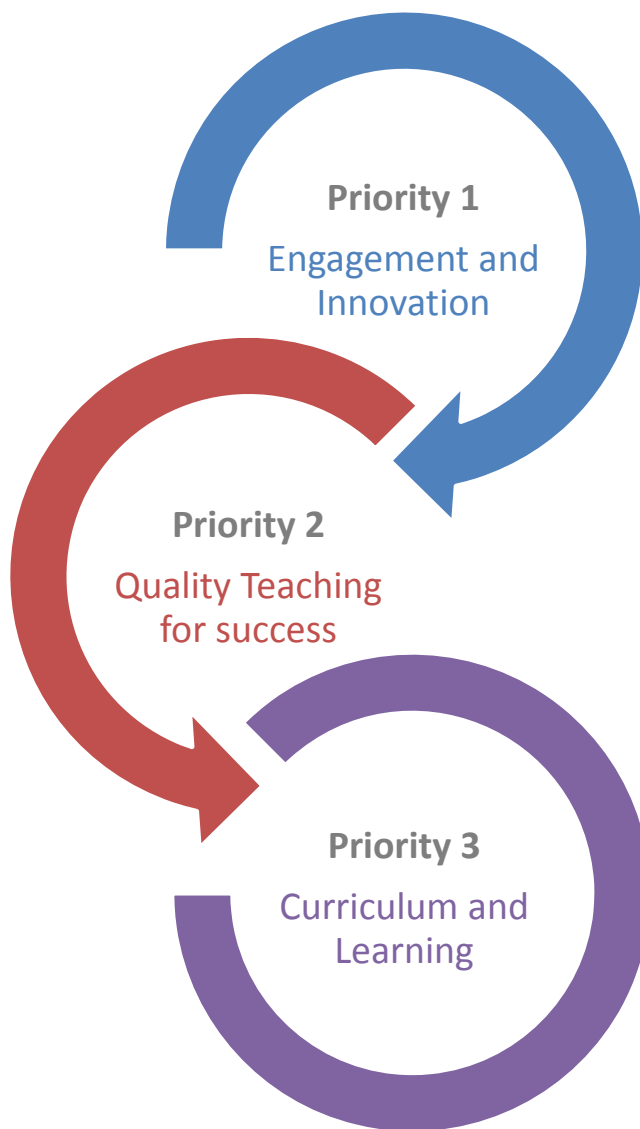 Priority 1
Engagement and
Innovation
Priority 2
Quality Teaching
for success
Priority 3
Curriculum and
Learning